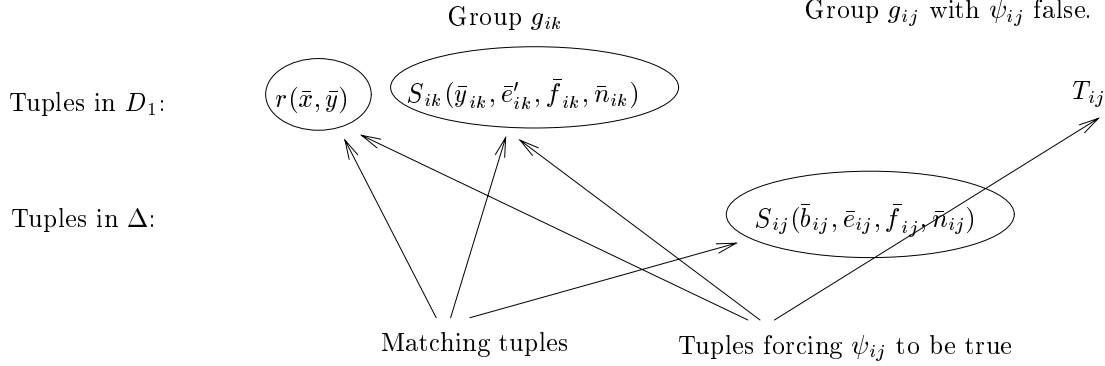 Group g_{ij} with ψ_{ij} false.
Group g_{ik}
Tuples in D_1: r(x̄, ȳ) S_{ik}(ȳ_{ik}, ē′_{ik}, f̄_{ik}, n̄_{ik}) T_{ij}
Tuples in Δ: S_{ij}(b̄_{ij}, ē_{ij}, f̄_{ij}, n̄_{ij})
Matching tuples Tuples forcing ψ_{ij} to be true